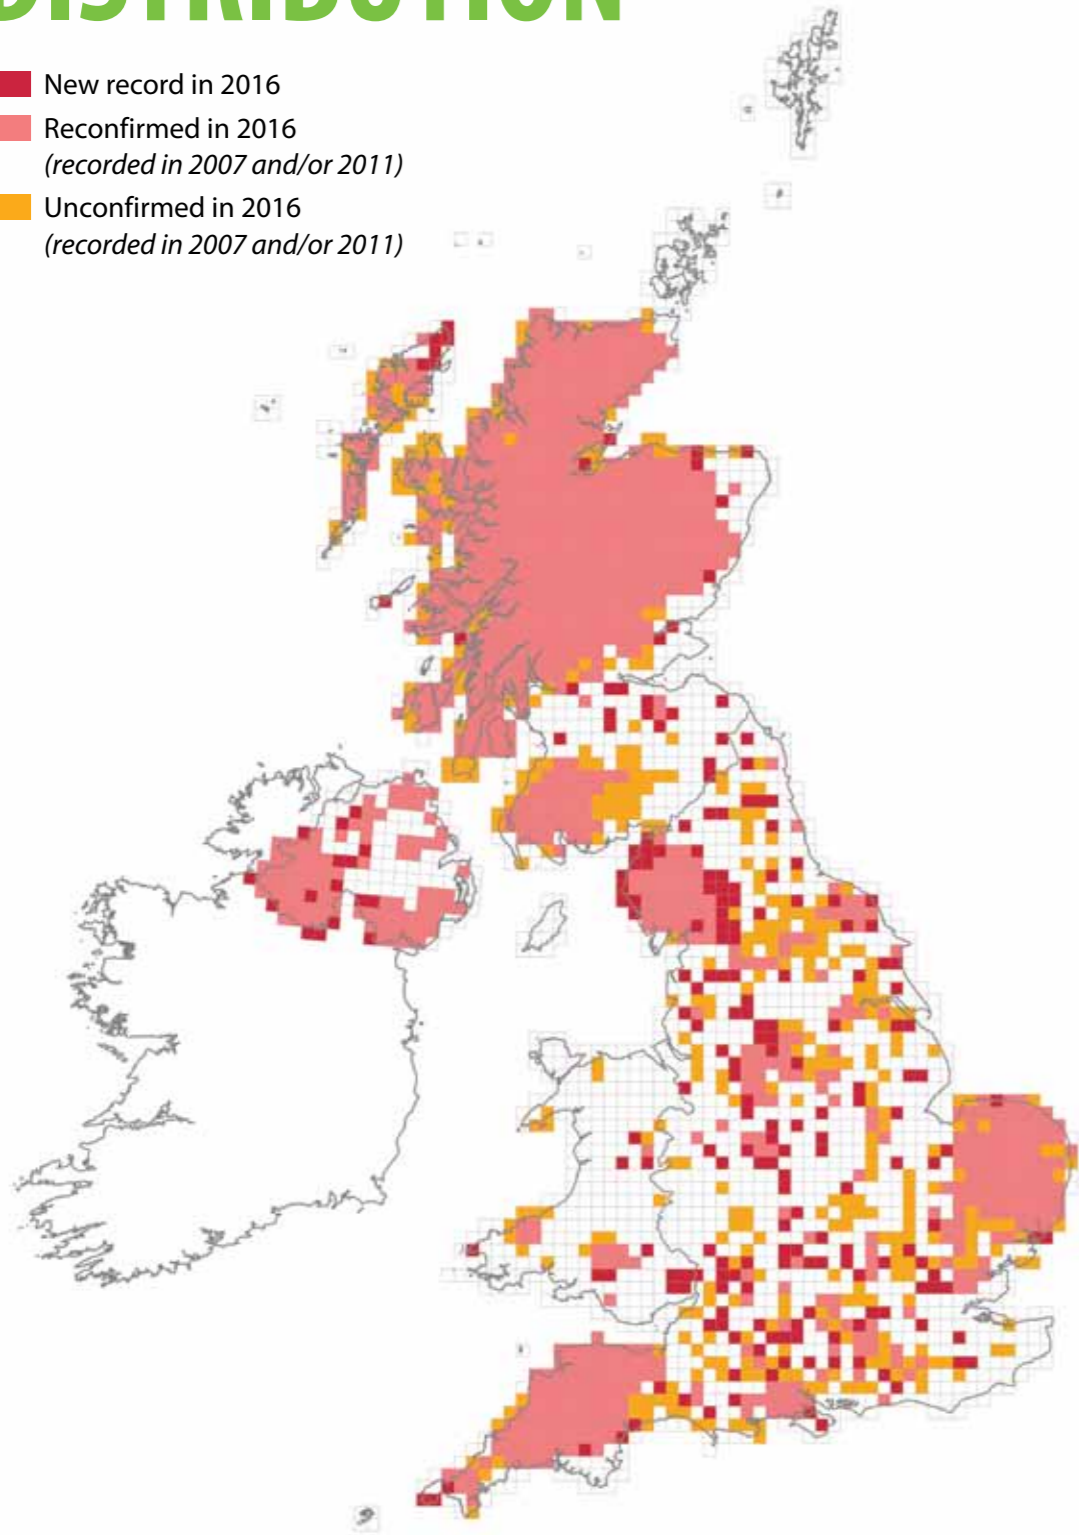 DISTRIBUTION
New record in 2016
Reconfirmed in 2016
(recorded in 2007 and/or 2011)
Unconfirmed in 2016
(recorded in 2007 and/or 2011)